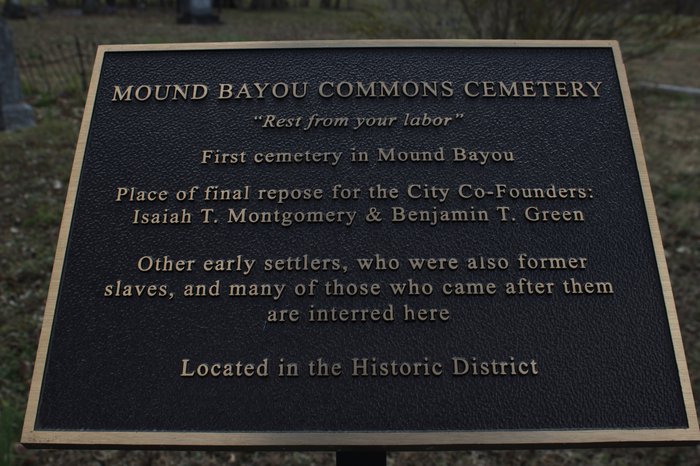 MOUND BAYOU COMMONS CEMETERY
"Rest from your labor"
First cemetery in Mound Bayou
Place of final repose for the City Co-Founders:
Isaiah T. Montgomery & Benjamin T. Green
Other early settlers, who were also former
slaves, and many of those who came after them
are interred here
Located in the Historic District